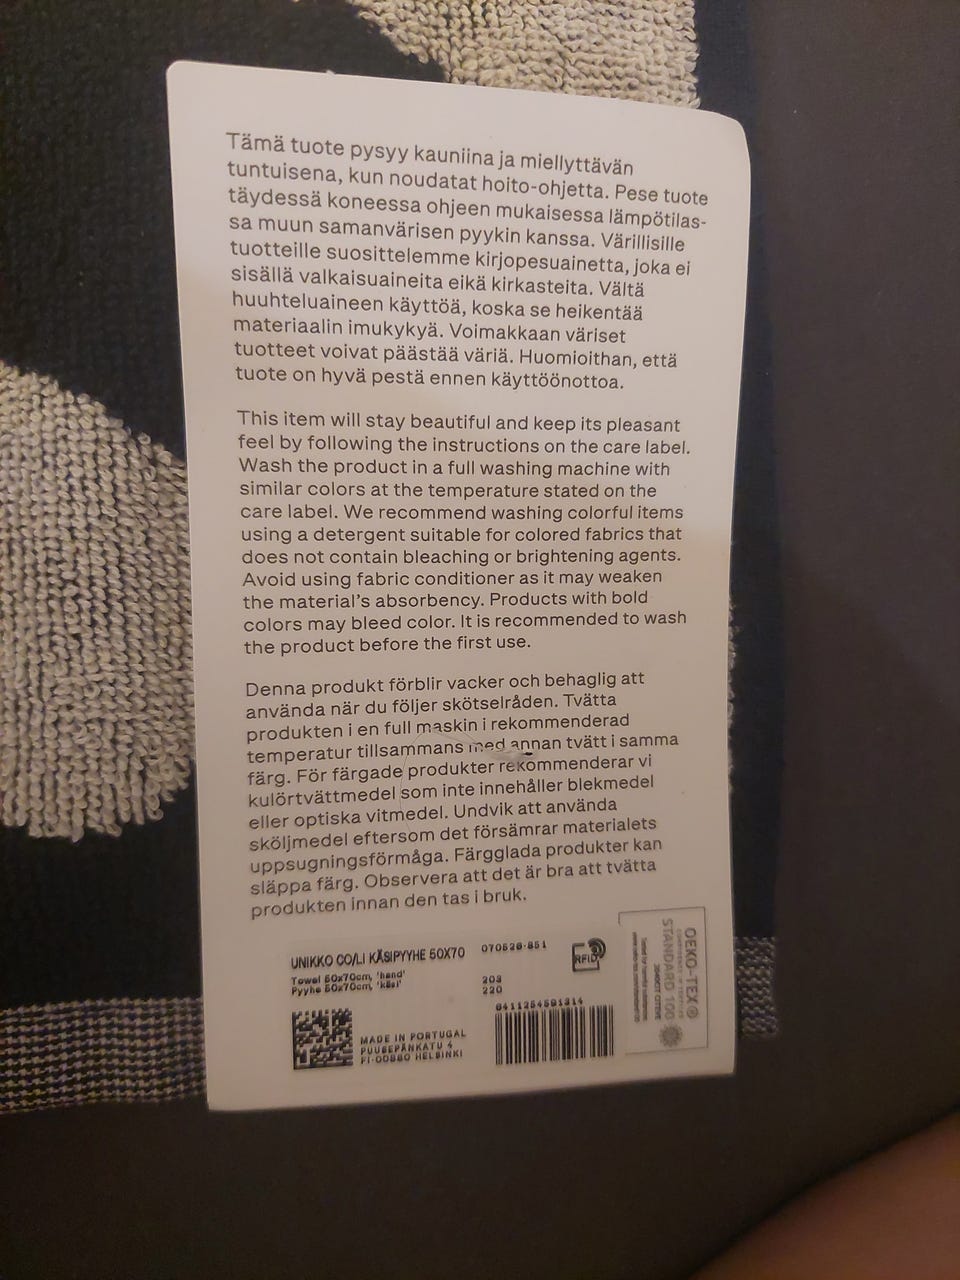 Tämä tuote pysyy kauniina ja miellyttävän
tuntuisena, kun noudatat hoito-ohjetta. Pese tuote
täydessä koneessa ohjeen mukaisessa lämpötilas-
sa muun samanvärisen pyykin kanssa. Värillisille
tuotteille suosittelemme kirjopesuainetta, joka ei
sisällä valkaisuaineita eikä kirkasteita. Vältä
huuhteluaineen käyttöä, koska se heikentää
materiaalin imukykyä. Voimakkaan väriset
tuotteet voivat päästää väriä. Huomioithan, että
tuote on hyvä pestä ennen käyttöönottoa.
This item will stay beautiful and keep its pleasant
feel by following the instructions on the care label.
Wash the product in a full washing machine with
similar colors at the temperature stated on the
care label. We recommend washing colorful items
using a detergent suitable for colored fabrics that
does not contain bleaching or brightening agents.
Avoid using fabric conditioner as it may weaken
the material's absorbency. Products with bold
colors may bleed color. It is recommended to wash
the product before the first use.
Denna produkt förblir vacker och behaglig att
använda när du följer skötselråden. Tvätta
produkten i en full maskin i rekommenderad
temperatur tillsammans med annan tvätt i samma
färg. För färgade produkter rekommenderar vi
kulörtvättmedel som inte innehåller blekmedel
eller optiska vitmedel. Undvik att använda
sköljmedel eftersom det försämrar materialets
uppsugningsförmåga. Färgglada produkter kan
släppa färg. Observera att det är bra att tvätta
produkten innan den tas i bruk.
UNIKKO CO/LI KÄSIPYYHE 50X70
070526-851
RFID
Towel 50x70cm, 'hand'
Pyyhe 50x70cm, 'käsi'
203
220
6411254591314
MADE IN PORTUGAL
PUUSEPÄNKATU 4
FI-00880 HELSINKI
OEKO-TEX®
STANDARD 100